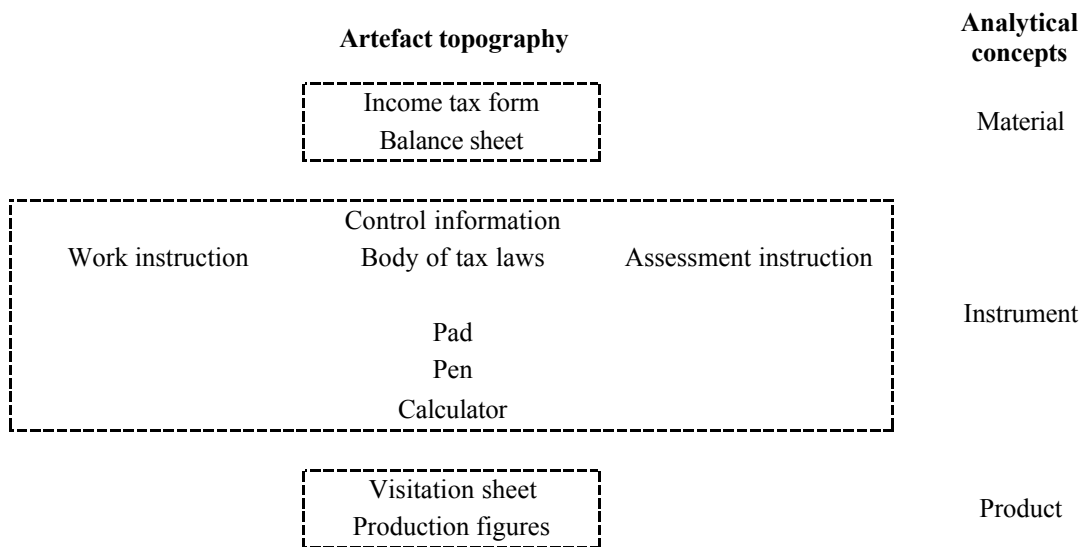 Artefact topography
Analytical
concepts
Income tax form
Balance sheet
Material
Control information
Work instruction Body of tax laws Assessment instruction
Instrument
Pad
Pen
Calculator
Visitation sheet
Production figures
Product